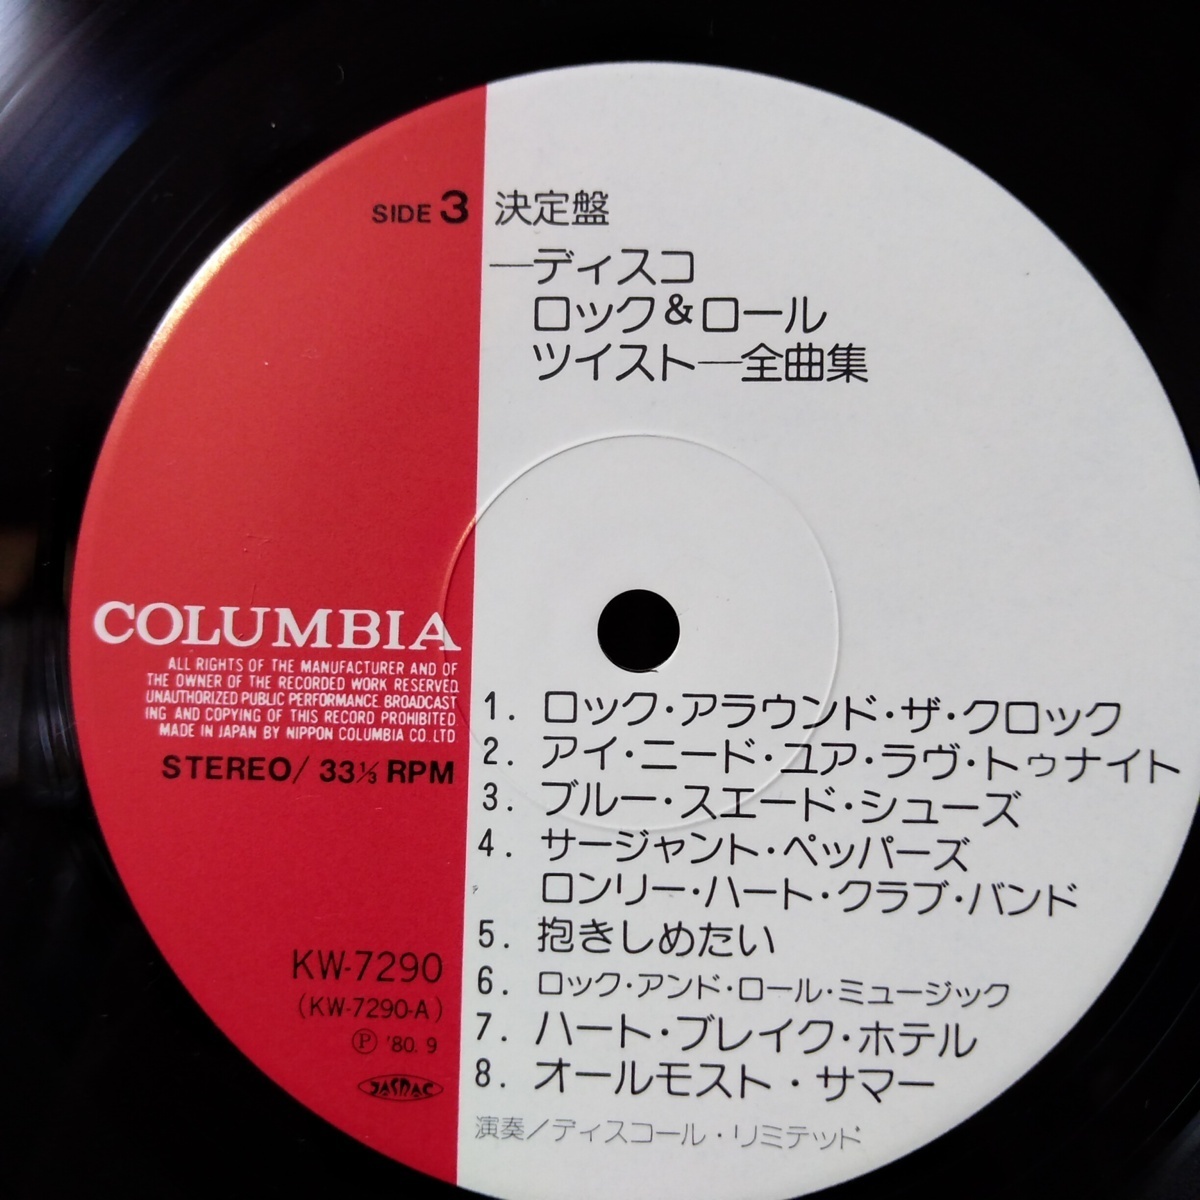 SIDE 3 決定盤
―ディスコ
ロック&ロール
ツイスト―全曲集
COLUMBIA
ALL RIGHTS OF THE MANUFACTURER AND OF
THE OWNER OF THE RECORDED WORK RESERVED.
UNAUTHORIZED PUBLIC PERFORMANCE. BROADCAST
ING AND COPYING OF THIS RECORD PROHIBITED.
MADE IN JAPAN BY NIPPON COLUMBIA CO., LTD.
STEREO/ 33⅓ RPM
1. ロック・アラウンド・ザ・クロック
2. アイ・ニード・ユア・ラヴ・トゥナイト
3. ブルー・スエード・シューズ
4. サージャント・ペッパーズ
ロンリー・ハート・クラブ・バンド
5. 抱きしめたい
6. ロック・アンド・ロール・ミュージック
7. ハート・ブレイク・ホテル
8. オールモスト・サマー
演奏/ディスコール・リミテッド
KW-7290
(KW-7290-A)
Ⓟ '80. 9
JASRAC